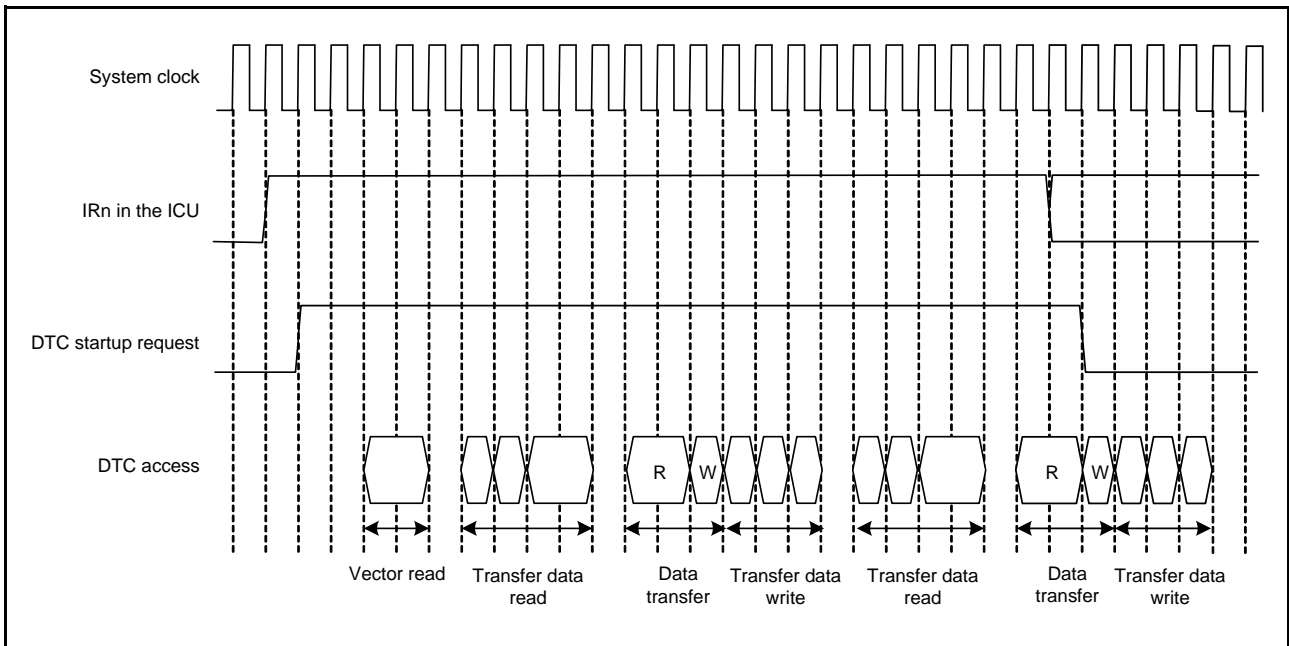 System clock
IRn in the ICU
DTC startup request
DTC access
R
W
R
W
Vector read
Transfer data
read
Data
transfer
Transfer data
write
Transfer data
read
Data
transfer
Transfer data
write